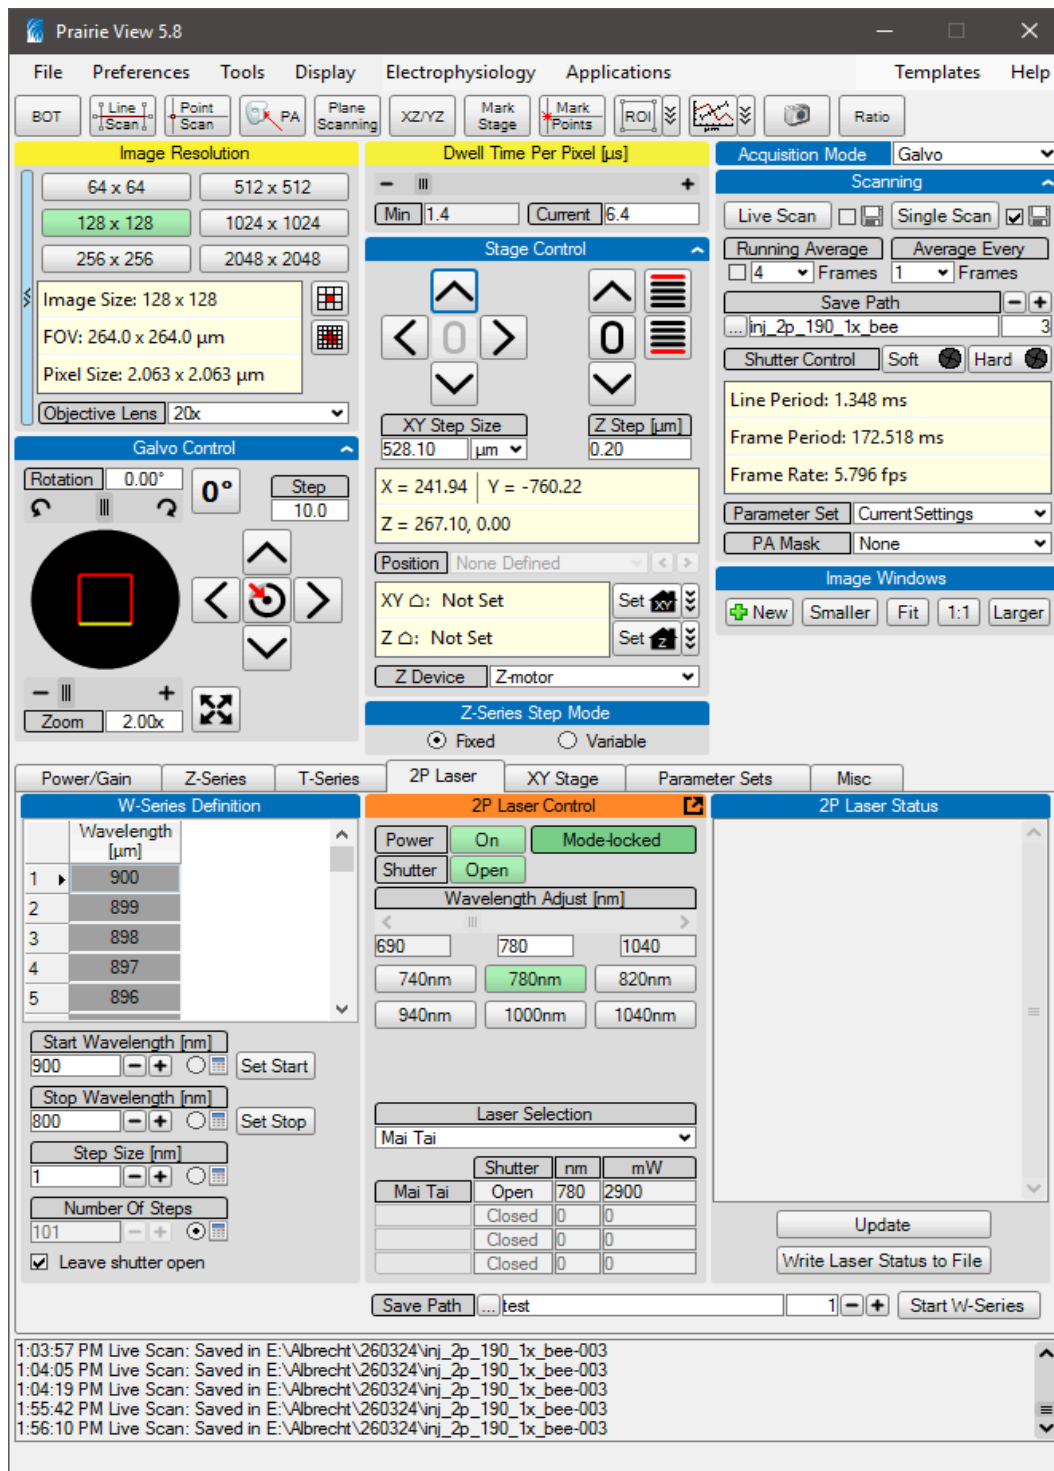 Prairie View 5.8
File Preferences Tools Display Electrophysiology Applications Templates Help
BOT Line Scan Point Scan PA Plane Scanning XZ/YZ Mark Stage Mark Points ROI µm Ratio
Image Resolution
64 x 64 512 x 512
128 x 128 1024 x 1024
256 x 256 2048 x 2048
Image Size: 128 x 128
FOV: 264.0 x 264.0 µm
Pixel Size: 2.063 x 2.063 µm
Objective Lens 20x
Galvo Control
Rotation 0.00° 0° Step
10.0
Zoom 2.00x
Dwell Time Per Pixel [µs]
- +
Min 1.4 Current 6.4
Stage Control
0 0
XY Step Size Z Step [µm]
528.10 µm 0.20
X = 241.94 Y = -760.22
Z = 267.10, 0.00
Position None Defined < >
XY : Not Set Set XY
Z : Not Set Set Z
Z Device Z-motor
Z-Series Step Mode
Fixed Variable
Acquisition Mode Galvo
Scanning
Live Scan Single Scan
Running Average Average Every
4 Frames 1 Frames
Save Path - +
... inj_2p_190_1x_bee 3
Shutter Control Soft Hard
Line Period: 1.348 ms
Frame Period: 172.518 ms
Frame Rate: 5.796 fps
Parameter Set CurrentSettings
PA Mask None
Image Windows
New Smaller Fit 1:1 Larger
Power/Gain Z-Series T-Series 2P Laser XY Stage Parameter Sets Misc
W-Series Definition
Wavelength
[µm]
1 900
2 899
3 898
4 897
5 896
Start Wavelength [nm]
900 - + Set Start
Stop Wavelength [nm]
800 - + Set Stop
Step Size [nm]
1 - +
Number Of Steps
101 - +
Leave shutter open
2P Laser Control
Power On Mode-locked
Shutter Open
Wavelength Adjust [nm]
< >
690 780 1040
740nm 780nm 820nm
940nm 1000nm 1040nm
Laser Selection
Mai Tai
Shutter nm mW
Mai Tai Open 780 2900
Closed 0 0
Closed 0 0
Closed 0 0
2P Laser Status
Update
Write Laser Status to File
Save Path ... test 1 - + Start W-Series
1:03:57 PM Live Scan: Saved in E:\Albrecht\260324\inj_2p_190_1x_bee-003
1:04:05 PM Live Scan: Saved in E:\Albrecht\260324\inj_2p_190_1x_bee-003
1:04:19 PM Live Scan: Saved in E:\Albrecht\260324\inj_2p_190_1x_bee-003
1:55:42 PM Live Scan: Saved in E:\Albrecht\260324\inj_2p_190_1x_bee-003
1:56:10 PM Live Scan: Saved in E:\Albrecht\260324\inj_2p_190_1x_bee-003